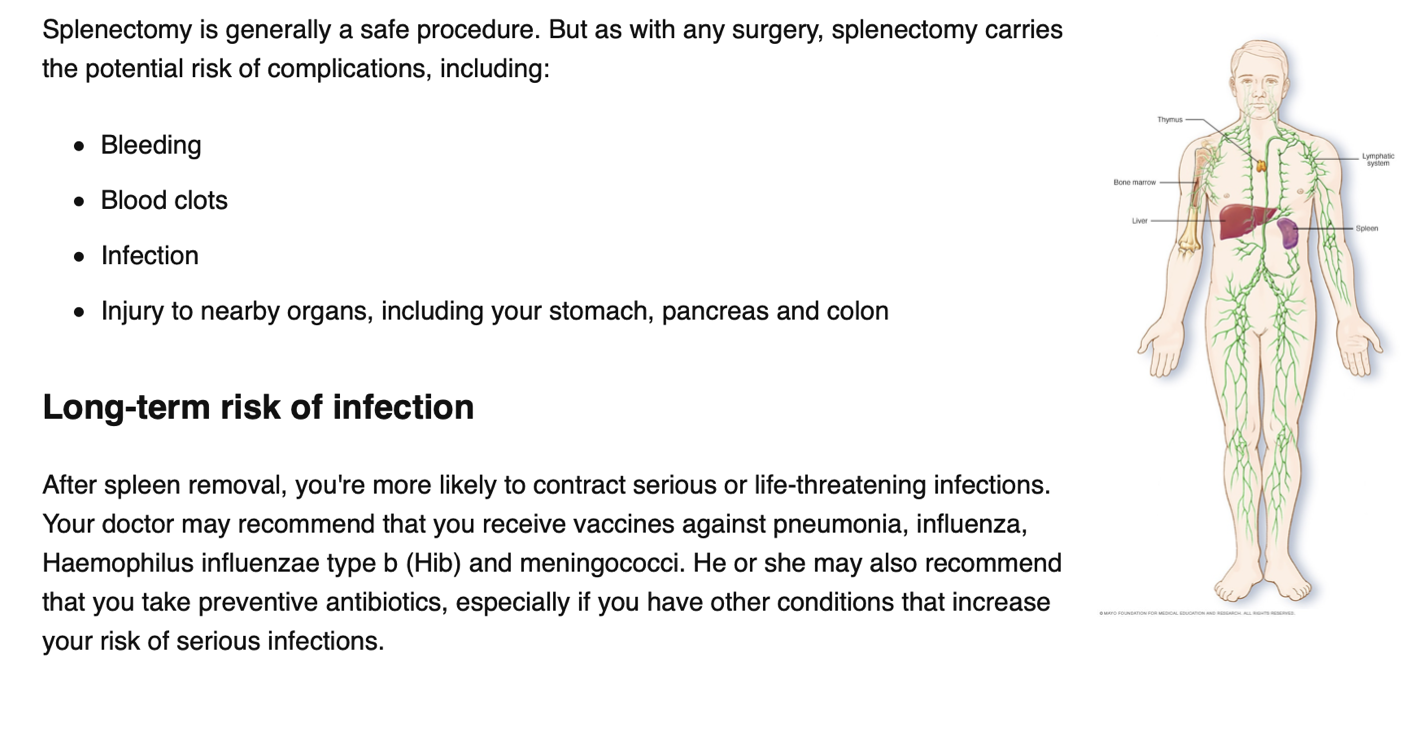 Splenectomy is generally a safe procedure. But as with any surgery, splenectomy carries
the potential risk of complications, including:
• Bleeding
• Blood clots
• Infection
• Injury to nearby organs, including your stomach, pancreas and colon
Long-term risk of infection
After spleen removal, you're more likely to contract serious or life-threatening infections.
Your doctor may recommend that you receive vaccines against pneumonia, influenza,
Haemophilus influenzae type b (Hib) and meningococci. He or she may also recommend
that you take preventive antibiotics, especially if you have other conditions that increase
your risk of serious infections.
Thymus
Lymphatic
system
Bone marrow
Liver
Spleen
© MAYO FOUNDATION FOR MEDICAL EDUCATION AND RESEARCH. ALL RIGHTS RESERVED.